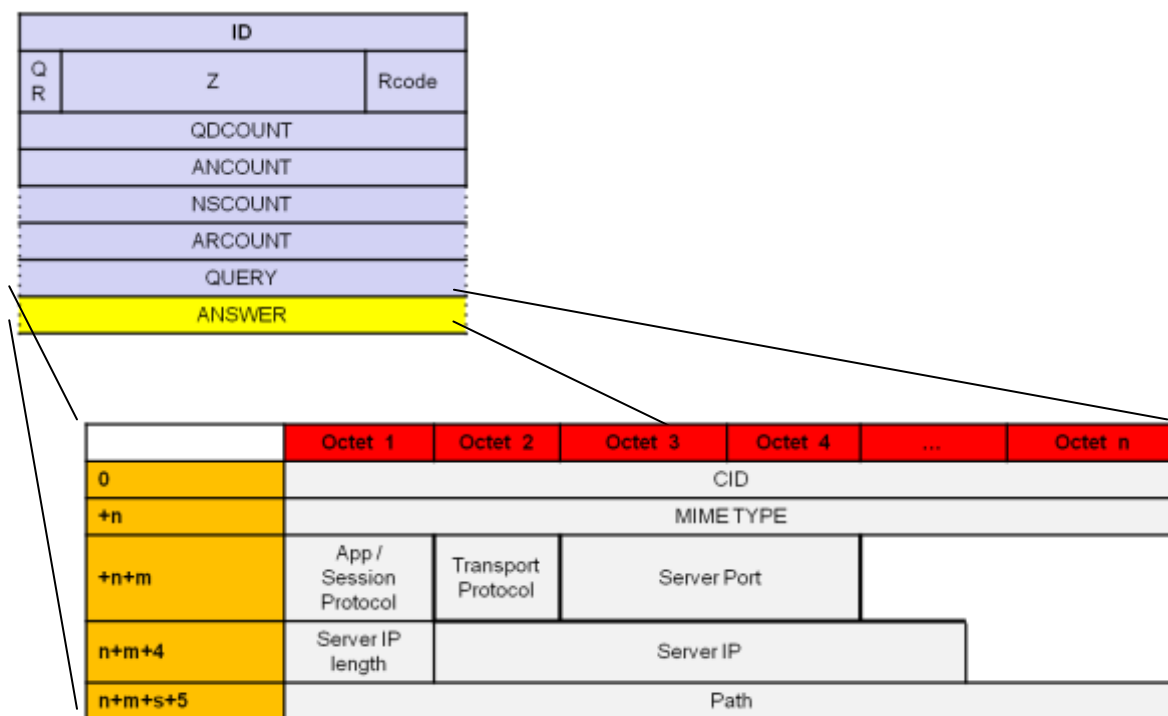 ID
Q
R
Z
Rcode
QDCOUNT
ANCOUNT
NSCOUNT
ARCOUNT
QUERY
ANSWER
Octet 1 Octet 2 Octet 3 Octet 4 ... Octet n
0 CID
+n MIME TYPE
+n+m
App /
Session
Protocol
Transport
Protocol
Server Port
n+m+4
Server IP
length
Server IP
n+m+s+5 Path